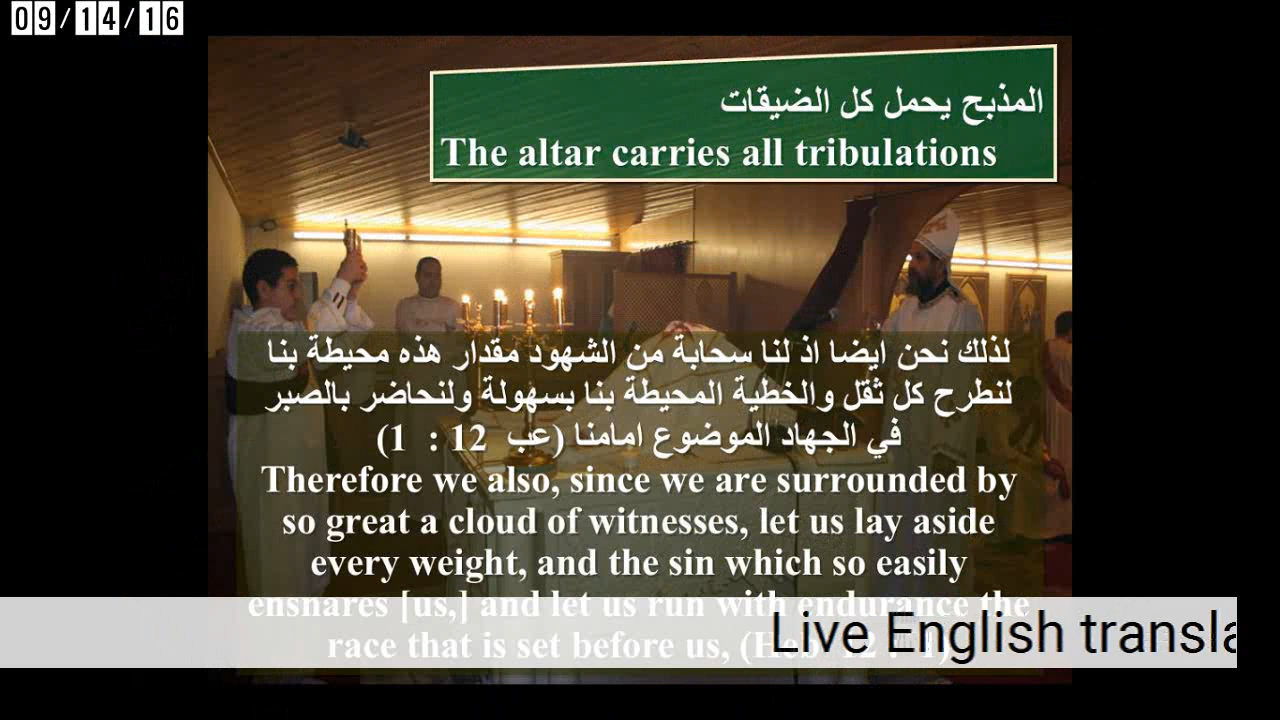 09/14/16
المذبح يحمل كل الضيقات
The altar carries all tribulations
لذلك نحن ايضا اذ لنا سحابة من الشهود مقدار هذه محيطة بنا
لنطرح كل ثقل والخطية المحيطة بنا بسهولة ولنحاضر بالصبر
في الجهاد الموضوع امامنا (عب 12 : 1)
Therefore we also, since we are surrounded by
so great a cloud of witnesses, let us lay aside
every weight, and the sin which so easily
ensnares [us,] and let us run with endurance the
race that is set before us, (Heb 12 : 1)
Live English transla